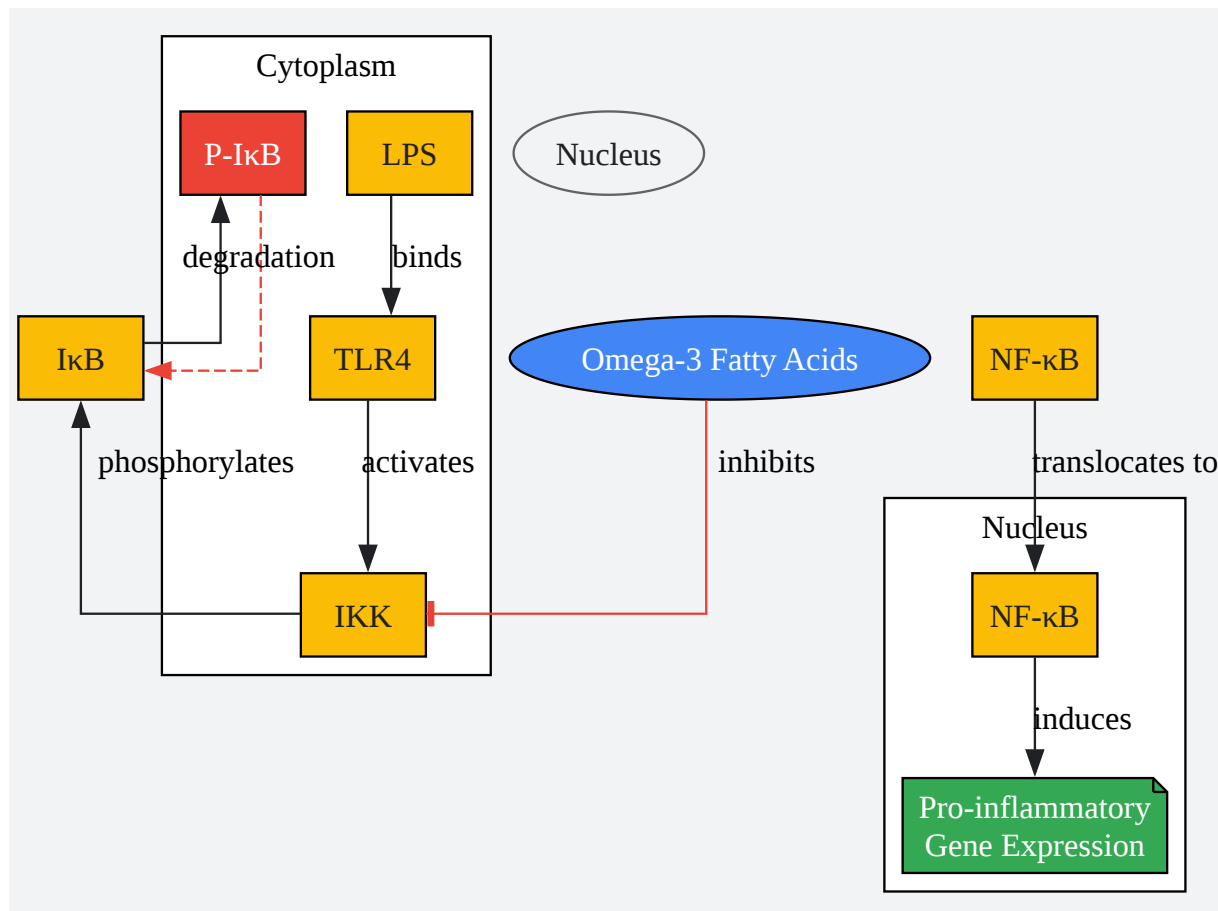 Cytoplasm
P-IκB
LPS
Nucleus
degradation
binds
IκB
TLR4
Omega-3 Fatty Acids
NF-κB
phosphorylates
activates
inhibits
translocates to
Nucleus
IKK
NF-κB
induces
Pro-inflammatory
Gene Expression